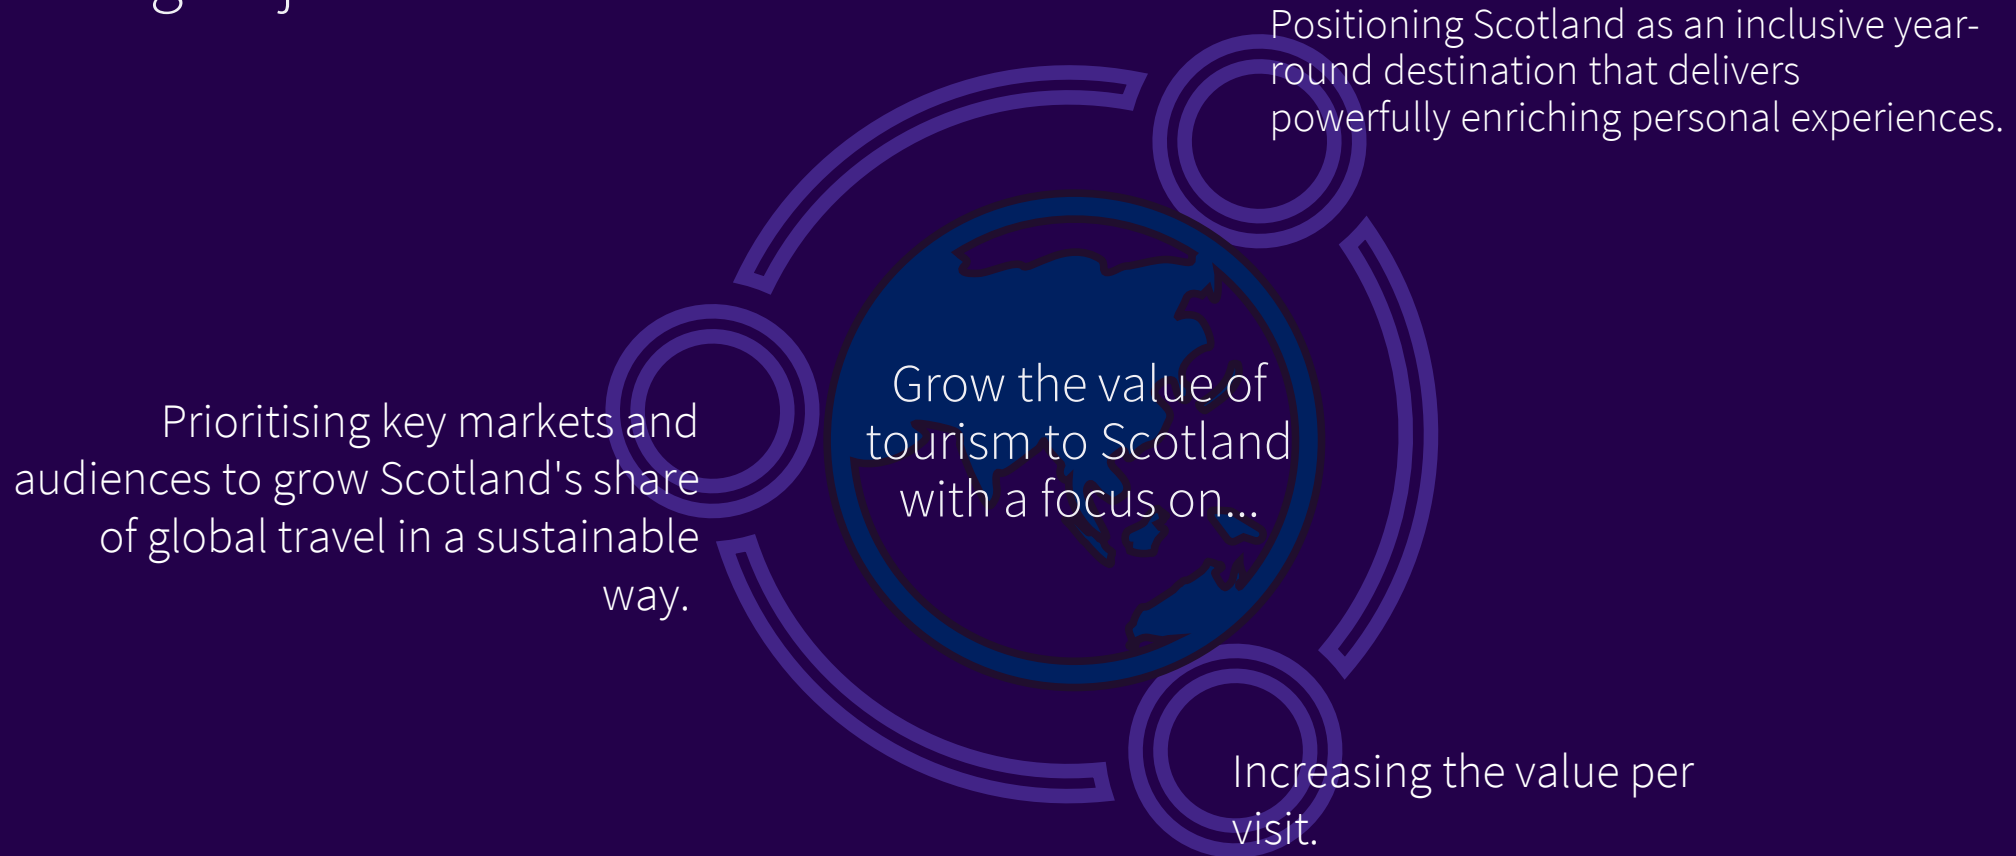 Positioning Scotland as an inclusive year-
round destination that delivers
powerfully enriching personal experiences.
Grow the value of
tourism to Scotland
with a focus on...
Prioritising key markets and
audiences to grow Scotland's share
of global travel in a sustainable
way.
Increasing the value per
visit.